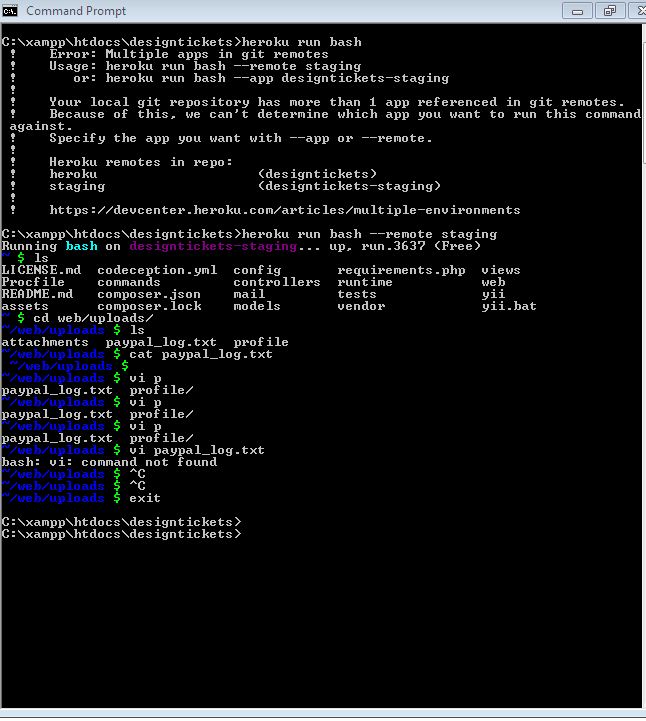 Command Prompt
C:\xampp\htdocs\designtickets>heroku run bash
!    Error: Multiple apps in git remotes
!    Usage: heroku run bash --remote staging
!       or: heroku run bash --app designtickets-staging
!
!    Your local git repository has more than 1 app referenced in git remotes.
!    Because of this, we can't determine which app you want to run this command
against.
!    Specify the app you want with --app or --remote.
!
!    Heroku remotes in repo:
!    heroku                    (designtickets)
!    staging                   (designtickets-staging)
!
!    https://devcenter.heroku.com/articles/multiple-environments
C:\xampp\htdocs\designtickets>heroku run bash --remote staging
Running bash on designtickets-staging... up, run.3637 (Free)
~ $ ls
LICENSE.md  codeception.yml  config       requirements.php  views
Procfile    commands         controllers  runtime           web
README.md   composer.json    mail         tests             yii
assets      composer.lock    models       vendor            yii.bat
~ $ cd web/uploads/
~/web/uploads $ ls
attachments  paypal_log.txt  profile
~/web/uploads $ cat paypal_log.txt
~/web/uploads $
~/web/uploads $ vi p
paypal_log.txt  profile/
~/web/uploads $ vi p
paypal_log.txt  profile/
~/web/uploads $ vi p
paypal_log.txt  profile/
~/web/uploads $ vi paypal_log.txt
bash: vi: command not found
~/web/uploads $ ^C
~/web/uploads $ ^C
~/web/uploads $ exit
C:\xampp\htdocs\designtickets>
C:\xampp\htdocs\designtickets>